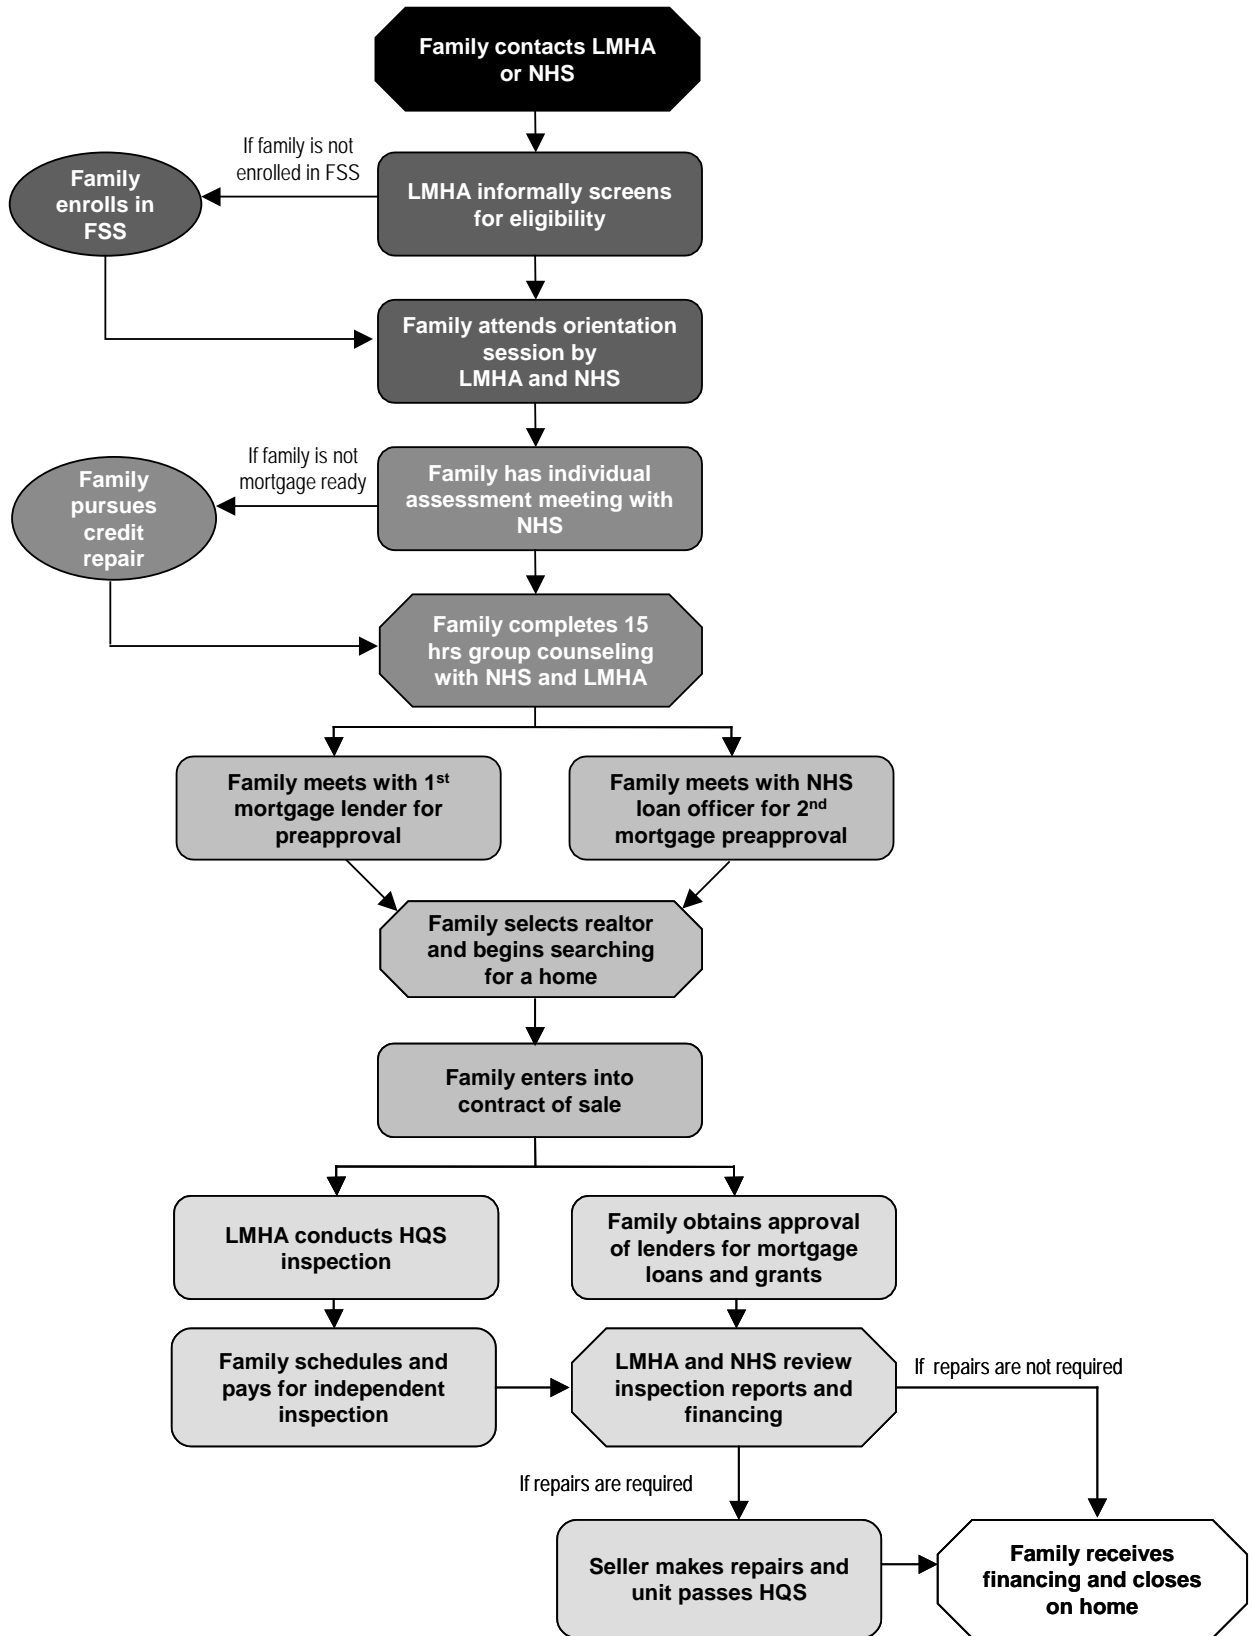 Family contacts LMHA
or NHS
If family is not
enrolled in FSS
Family
enrolls in
FSS
LMHA informally screens
for eligibility
Family attends orientation
session by
LMHA and NHS
If family is not
mortgage ready
Family
pursues
credit
repair
Family has individual
assessment meeting with
NHS
Family completes 15
hrs group counseling
with NHS and LMHA
Family meets with 1st
mortgage lender for
preapproval
Family meets with NHS
loan officer for 2nd
mortgage preapproval
Family selects realtor
and begins searching
for a home
Family enters into
contract of sale
LMHA conducts HQS
inspection
Family obtains approval
of lenders for mortgage
loans and grants
Family schedules and
pays for independent
inspection
LMHA and NHS review
inspection reports and
financing
If repairs are not required
If repairs are required
Seller makes repairs and
unit passes HQS
Family receives
financing and closes
on home